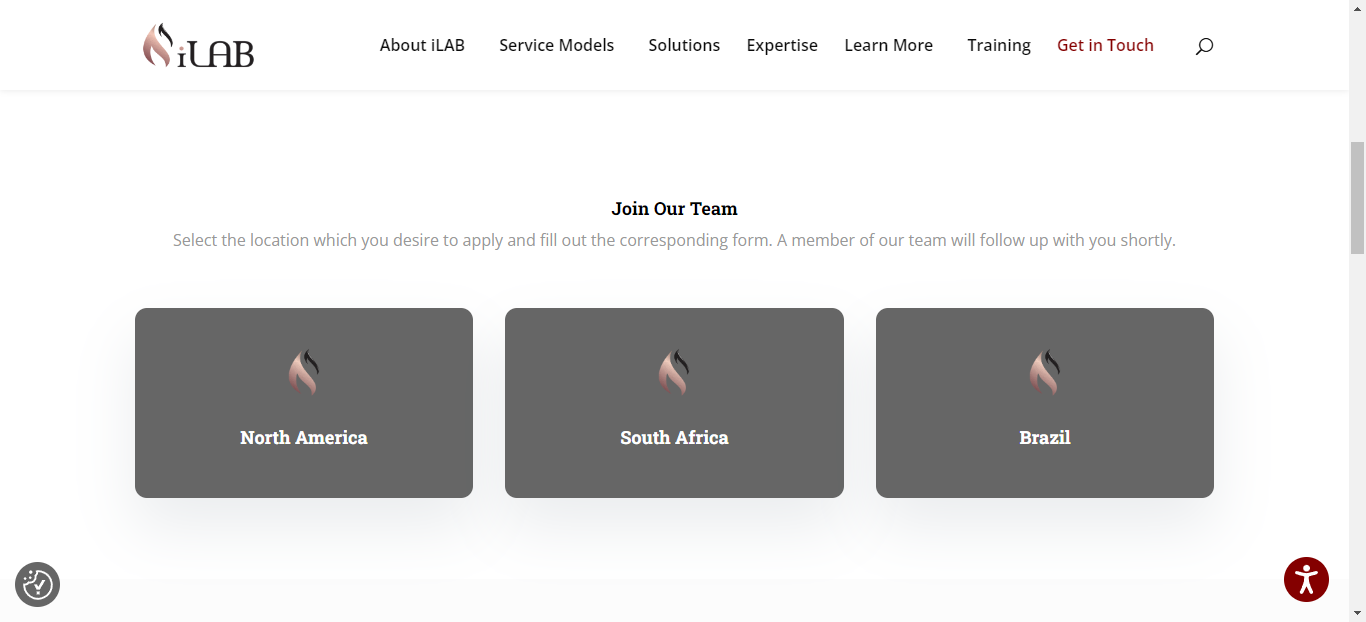 iLAB
About iLAB Service Models Solutions Expertise Learn More Training Get in Touch
Join Our Team
Select the location which you desire to apply and fill out the corresponding form. A member of our team will follow up with you shortly.
North America
South Africa
Brazil